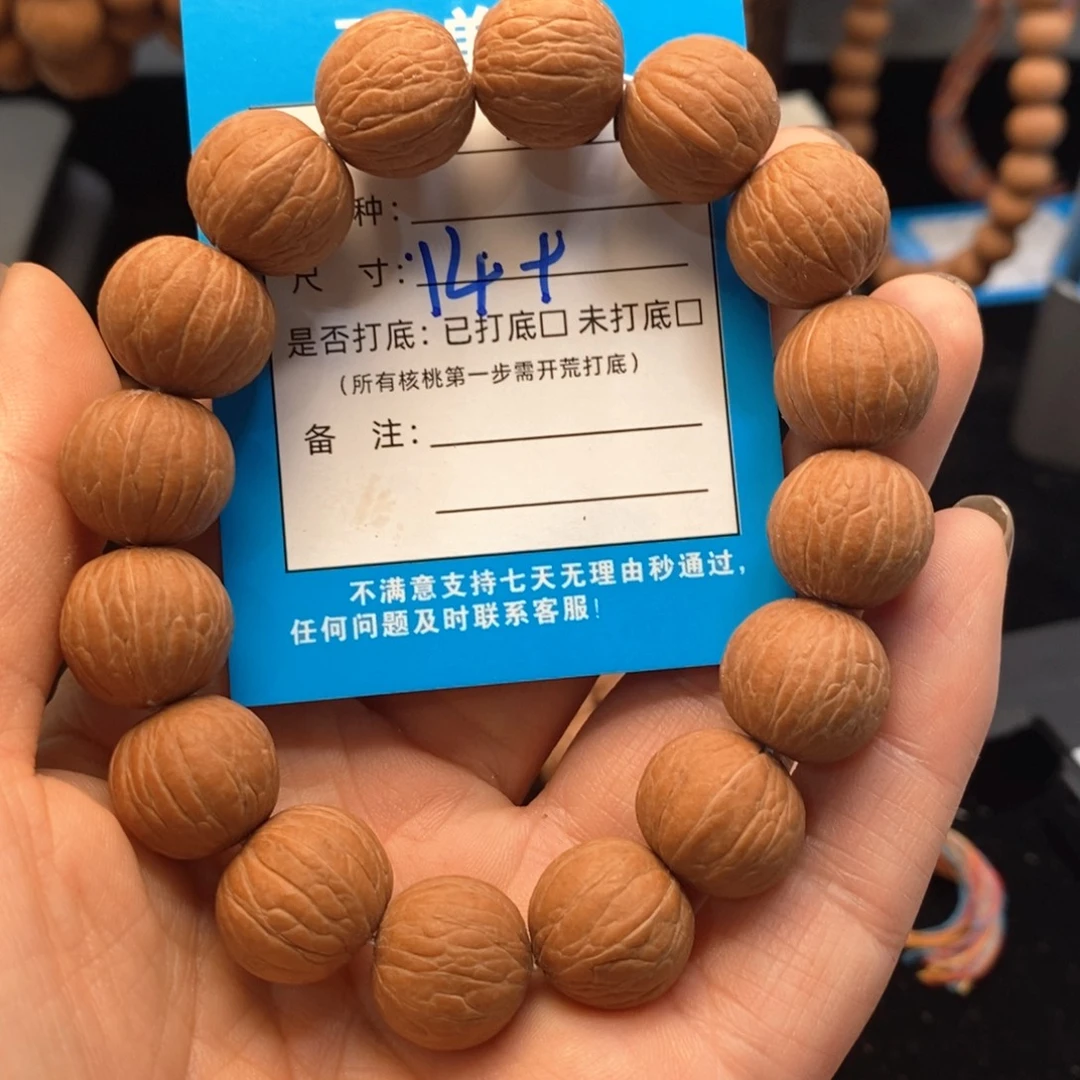 种：
尺 寸：14+
是否打底：已打底□ 未打底□
（所有核桃第一步需开荒打底）
备 注：
不满意支持七天无理由秒通过，
任何问题及时联系客服！